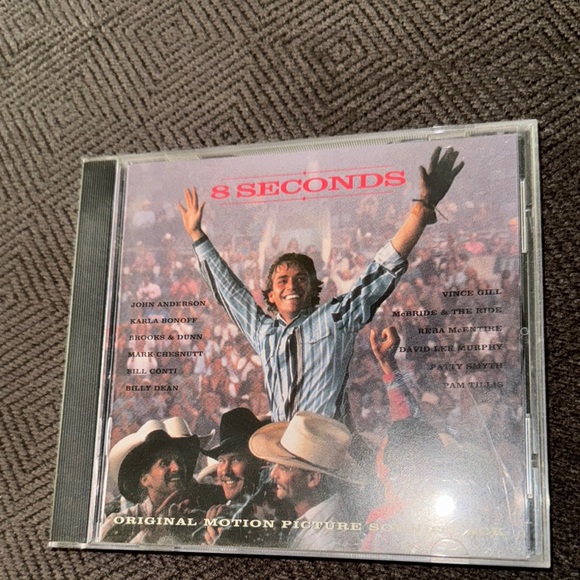 8 SECONDS
JOHN ANDERSON
KARLA BONOFF
BROOKS & DUNN
MARK CHESNUTT
BILL CONTI
BILLY DEAN
VINCE GILL
McBRIDE & THE RIDE
REBA McENTIRE
DAVID LEE MURPHY
PATTY SMYTH
PAM TILLIS
ORIGINAL MOTION PICTURE SOUNDTRACK